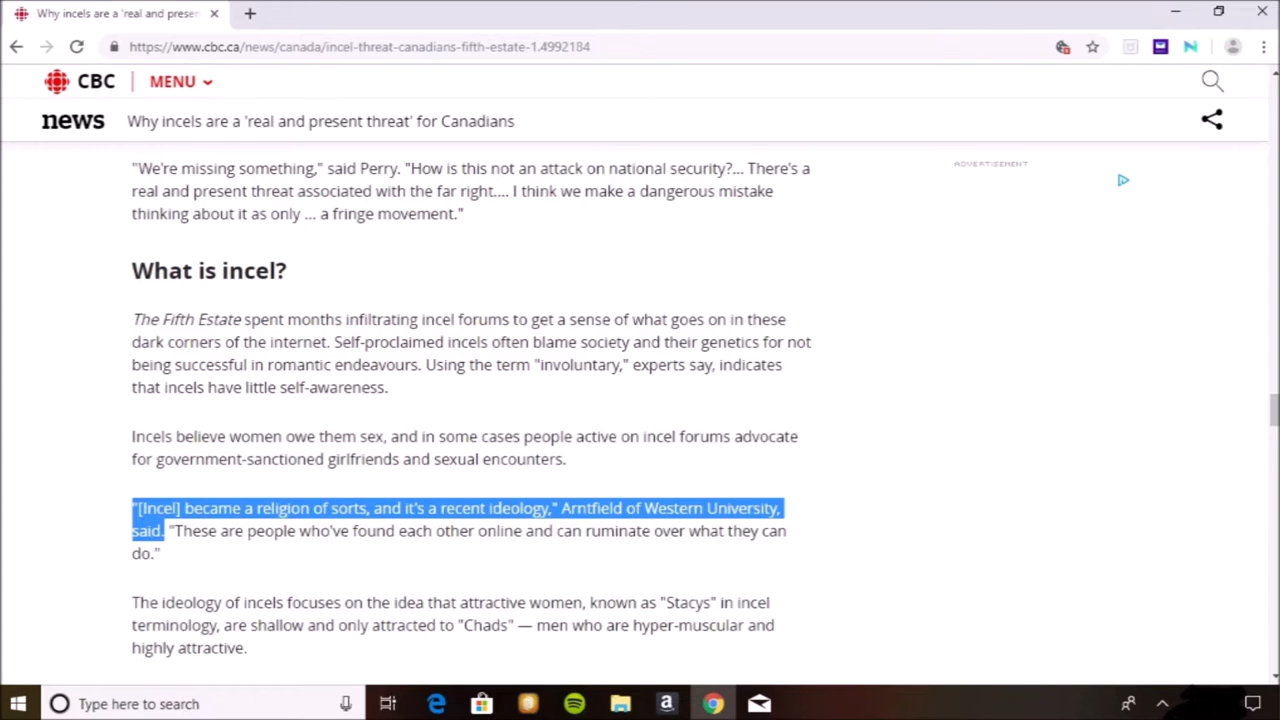 Why incels are a 'real and presen
https://www.cbc.ca/news/canada/incel-threat-canadians-fifth-estate-1.4992184
CBC MENU
news Why incels are a 'real and present threat' for Canadians
ADVERTISEMENT
"We're missing something," said Perry. "How is this not an attack on national security?... There's a
real and present threat associated with the far right.... I think we make a dangerous mistake
thinking about it as only ... a fringe movement."
What is incel?
The Fifth Estate spent months infiltrating incel forums to get a sense of what goes on in these
dark corners of the internet. Self-proclaimed incels often blame society and their genetics for not
being successful in romantic endeavours. Using the term "involuntary," experts say, indicates
that incels have little self-awareness.
Incels believe women owe them sex, and in some cases people active on incel forums advocate
for government-sanctioned girlfriends and sexual encounters.
"[Incel] became a religion of sorts, and it's a recent ideology," Arntfield of Western University,
said. "These are people who've found each other online and can ruminate over what they can
do."
The ideology of incels focuses on the idea that attractive women, known as "Stacys" in incel
terminology, are shallow and only attracted to "Chads" — men who are hyper-muscular and
highly attractive.
Type here to search